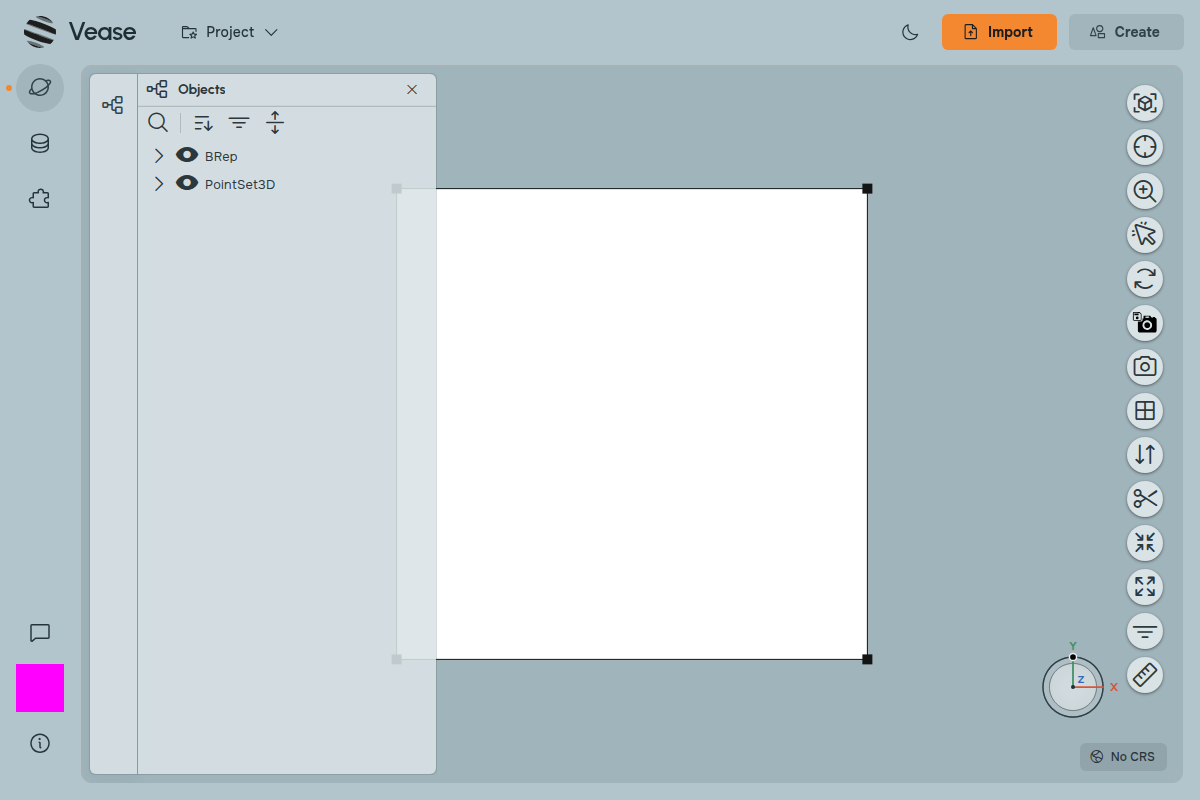 Vease
Project
Import
Create
Objects
BRep
PointSet3D
Y
Z
X
No CRS